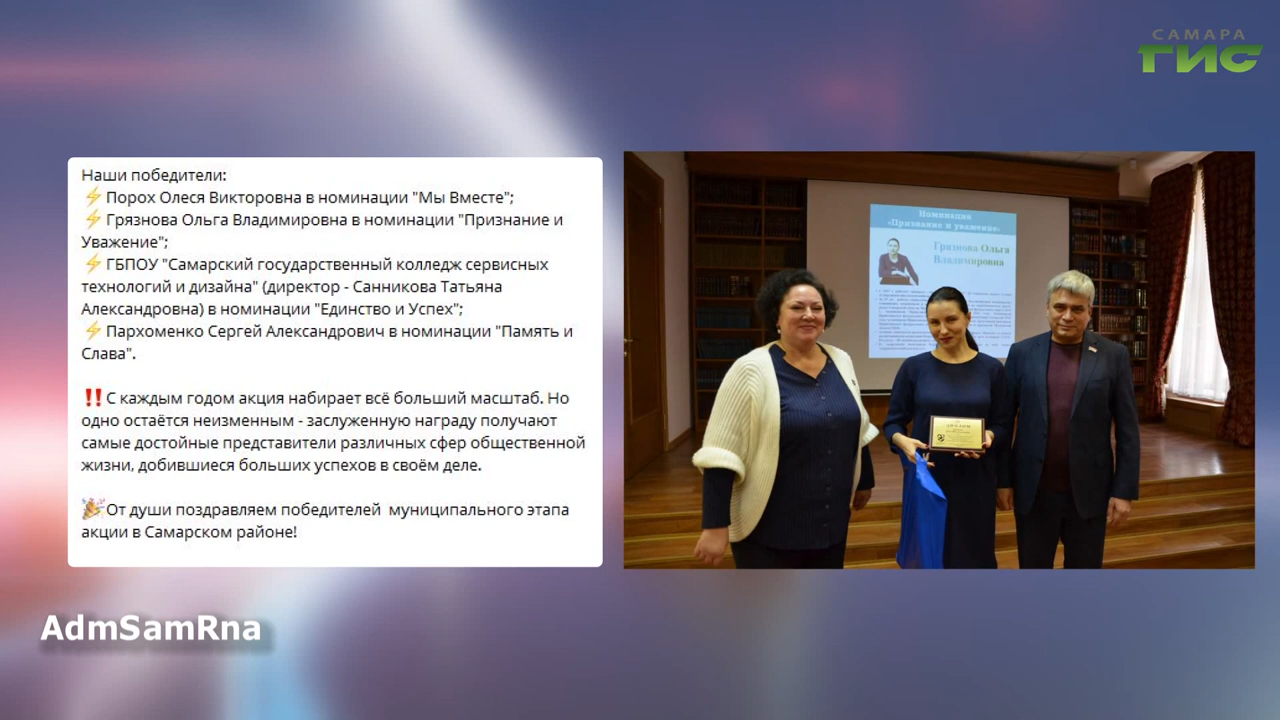 САМАРА
ГИС
Наши победители:
⚡Порох Олеся Викторовна в номинации "Мы Вместе";
⚡Грязнова Ольга Владимировна в номинации "Признание и
Уважение";
⚡ГБПОУ "Самарский государственный колледж сервисных
технологий и дизайна" (директор - Санникова Татьяна
Александровна) в номинации "Единство и Успех";
⚡Пархоменко Сергей Александрович в номинации "Память и
Слава".
‼️С каждым годом акция набирает всё больший масштаб. Но
одно остаётся неизменным - заслуженную награду получают
самые достойные представители различных сфер общественной
жизни, добившиеся больших успехов в своём деле.
🎉От души поздравляем победителей муниципального этапа
акции в Самарском районе!
Номинация
«Признание и уважение»
Грязнова Ольга
Владимировна
ДИПЛОМ
AdmSamRna